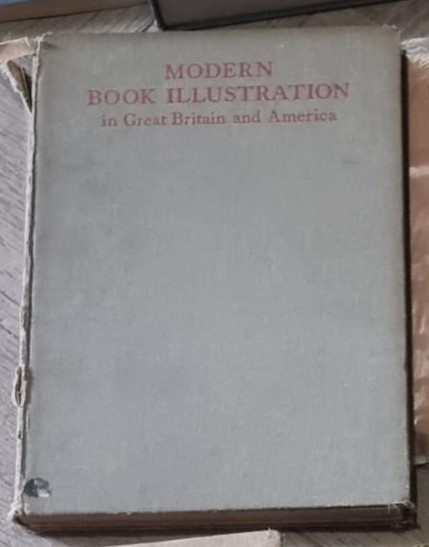 MODERN
BOOK ILLUSTRATION
in Great Britain and America